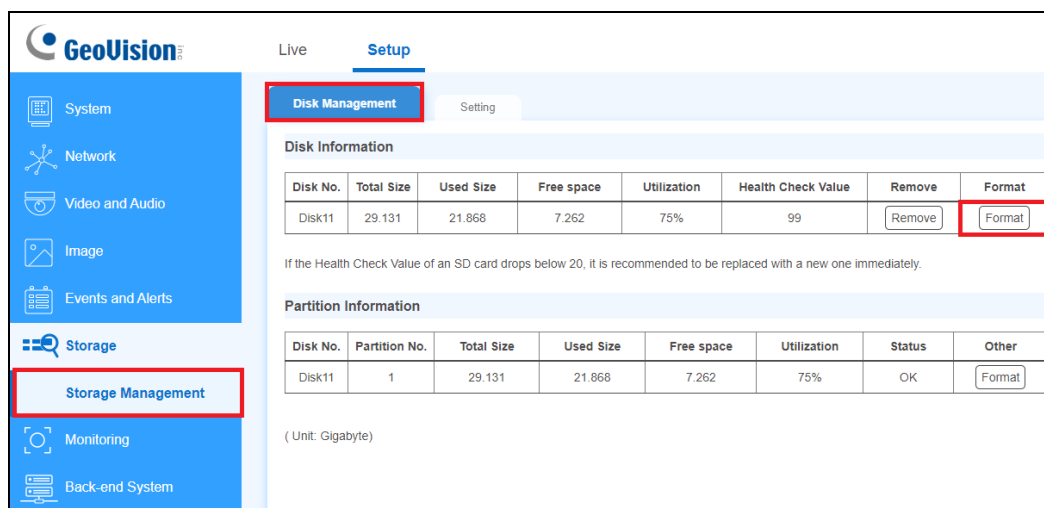 GeoVision Inc
Live Setup
System
Network
Video and Audio
Image
Events and Alerts
Storage
Storage Management
Monitoring
Back-end System
Disk Management Setting
Disk Information
Disk No. Total Size Used Size Free space Utilization Health Check Value Remove Format
Disk11 29.131 21.868 7.262 75% 99 Remove Format
If the Health Check Value of an SD card drops below 20, it is recommended to be replaced with a new one immediately.
Partition Information
Disk No. Partition No. Total Size Used Size Free space Utilization Status Other
Disk11 1 29.131 21.868 7.262 75% OK Format
( Unit: Gigabyte)